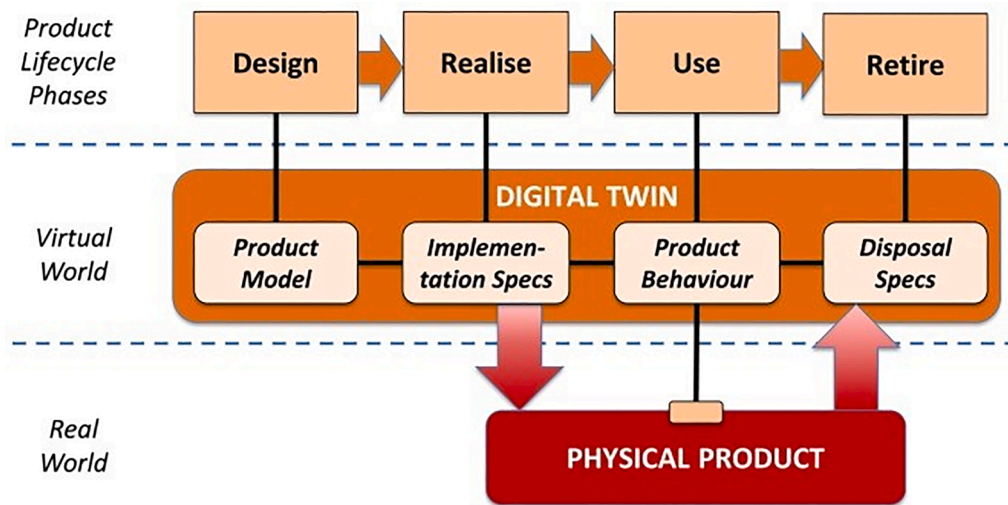 Product
Lifecycle
Phases
Design
Realise
Use
Retire
Virtual
World
DIGITAL TWIN
Product
Model
Implemen-
tation Specs
Product
Behaviour
Disposal
Specs
Real
World
PHYSICAL PRODUCT